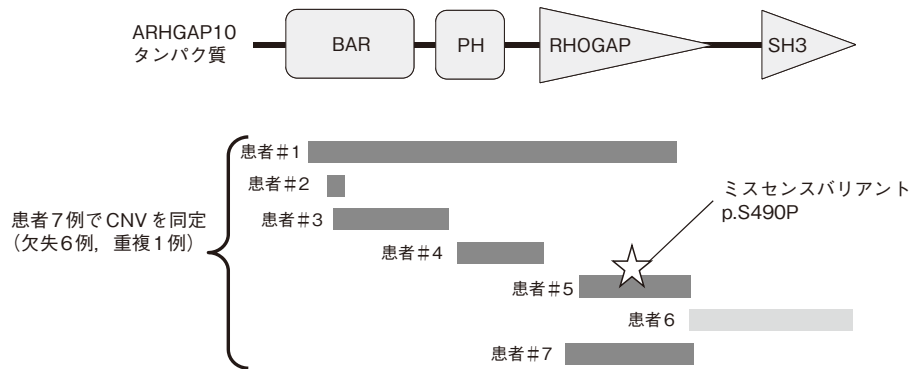 ARHGAP10
タンパク質
BAR
PH
RHOGAP
SH3
患者#1
患者#2
患者#3
患者#4
患者#5
患者6
患者#7
患者7例でCNVを同定
(欠失6例，重複1例)
ミスセンスバリアント
p.S490P